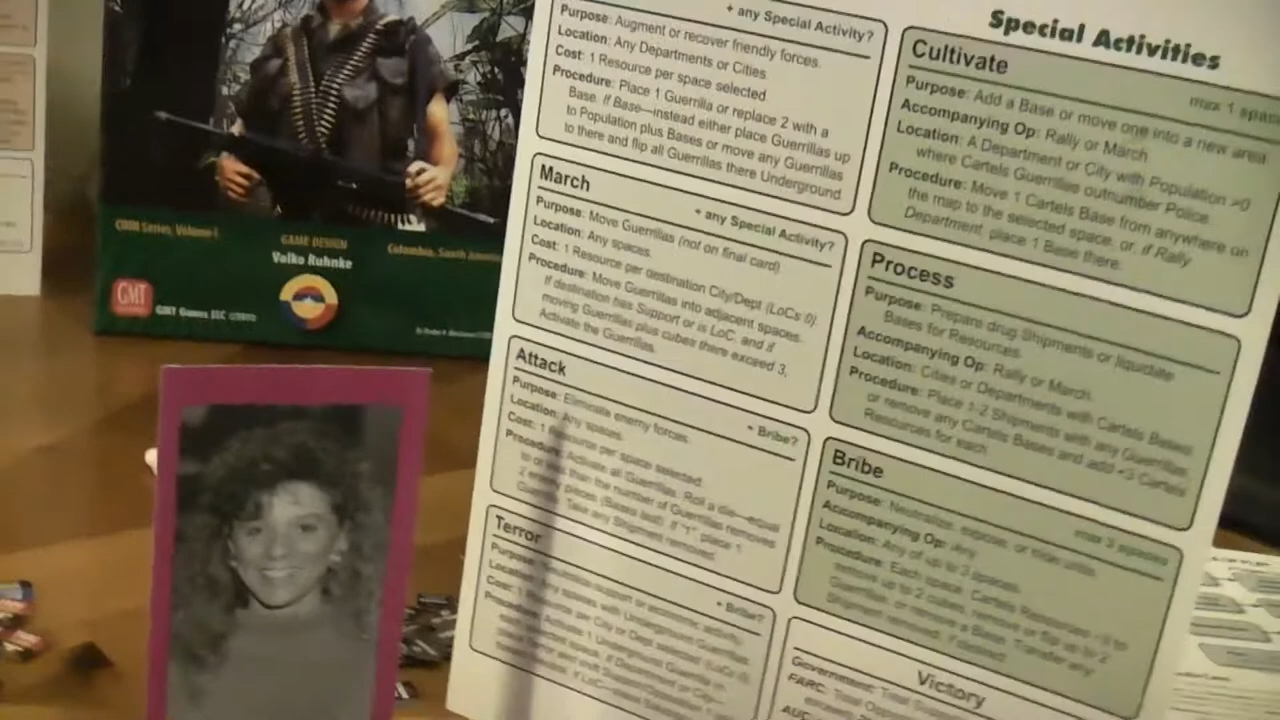 COIN Series, Volume I
GAME DESIGN
Volko Ruhnke
Colombia, South America
GMT
GMT Games LLC
+ any Special Activity?
Purpose: Augment or recover friendly forces.
Location: Any Departments or Cities
Cost: 1 Resource per space selected
Procedure: Place 1 Guerrilla or replace 2 with a
Base. If Base—instead either place Guerrillas up
to Population plus Bases or move any Guerrillas
to there and flip all Guerrillas there Underground.
March
+ any Special Activity?
Purpose: Move Guerrillas (not on final card)
Location: Any spaces.
Cost: 1 Resource per destination City/Dept (LoCs 0).
Procedure: Move Guerrillas into adjacent spaces.
If destination has Support or is LoC, and if
moving Guerrillas plus cubes there exceed 3,
Activate the Guerrillas.
Attack
+ Bribe?
Purpose: Eliminate enemy forces.
Location: Any spaces.
Cost: 1 Resource per space selected.
Procedure: Activate all Guerrillas. Roll a die—equal
to or less than the number of Guerrillas removes
2 enemy pieces (Bases last). If "1", place 1
Guerrilla. Take any Shipment removed.
Terror
+ Bribe?
Special Activities
Cultivate
max 1 space
Purpose: Add a Base or move one into a new area.
Accompanying Op: Rally or March
Location: A Department or City with Population >0
where Cartels Guerrillas outnumber Police.
Procedure: Move 1 Cartels Base from anywhere on
the map to the selected space, or, if Rally
Department, place 1 Base there.
Process
Purpose: Prepare drug Shipments or liquidate
Bases for Resources.
Accompanying Op: Rally or March.
Location: Cities or Departments with Cartels Bases
Procedure: Place 1-2 Shipments with any Guerrillas,
or remove any Cartels Bases and add +3 Cartels
Resources for each.
Bribe
max 3 spaces
Purpose: Neutralize, expose, or hide units.
Accompanying Op: Any
Location: Any of up to 3 spaces.
Procedure: Each space, Cartels Resources -3 to
remove up to 2 cubes, remove or flip up to 2
Guerrillas, or remove a Base. Transfer any
Shipment removed, if desired.
Victory
Government: Total
FARC: Total
AUC: